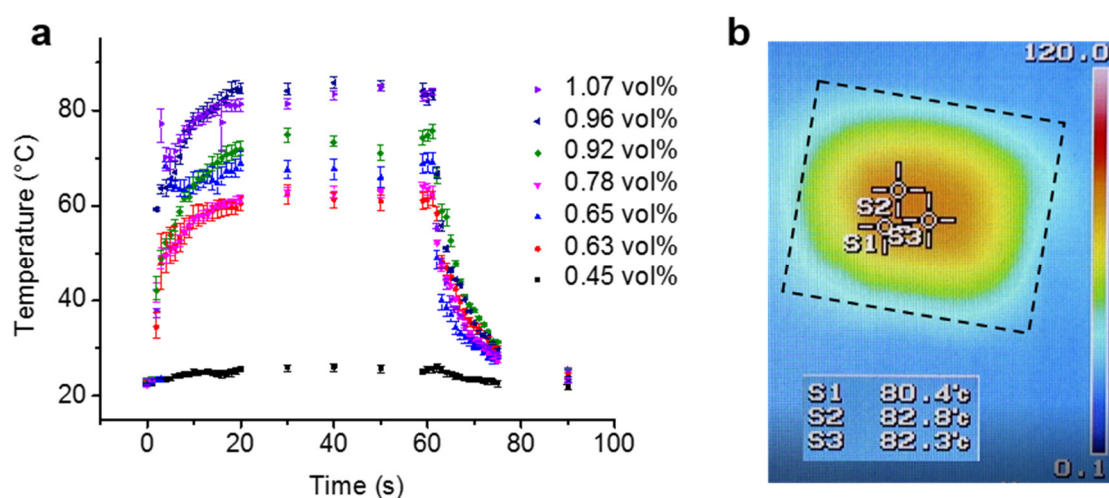 a
Temperature (°C)
80
60
40
20
0
20
40
60
80
100
Time (s)
1.07 vol%
0.96 vol%
0.92 vol%
0.78 vol%
0.65 vol%
0.63 vol%
0.45 vol%
b
120.0
S2
S1
S3
S1 80.4°c
S2 82.8°c
S3 82.3°c
0.1